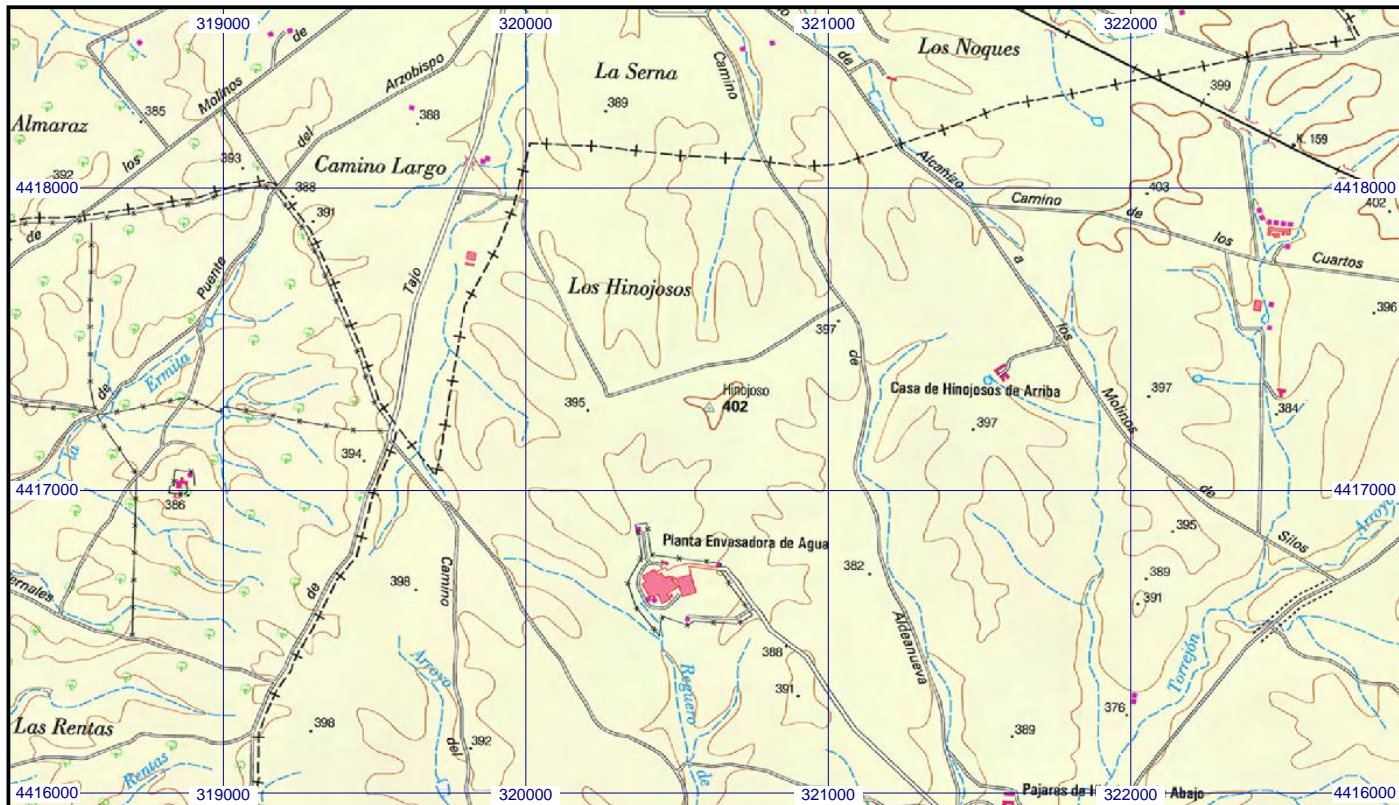 319000
320000
321000
322000
Los Noques
La Serna
Camino
de
de
Molinos
los
de
Arzobispo
del
Camino Largo
Almaraz
385
388
389
399
K. 159
392
393
388
4418000
4418000
Alcañizo
a
los
Molinos
de
Silos
391
403
402
Camino
de
los
Cuartos
Puente
de
Tajo
de
Los Hinojosos
396
397
Ermita
La
Hinojoso
402
395
Casa de Hinojosos de Arriba
397
397
384
394
386
4417000
4417000
de
Aldeanueva
395
Arroyo
Torrejón
Planta Envasadora de Agua
398
Camino
del
382
389
391
388
391
Arroyo
Reguero
de
376
398
392
389
Las Rentas
Rentas
Pajares de H
Abajo
4416000
4416000
319000
320000
321000
322000